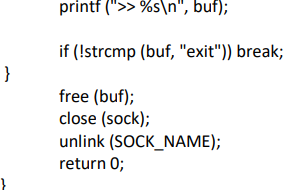 printf (">> %s\n", buf);
if (!strcmp (buf, "exit")) break;
}
free (buf);
close (sock);
unlink (SOCK_NAME);
return 0;
}